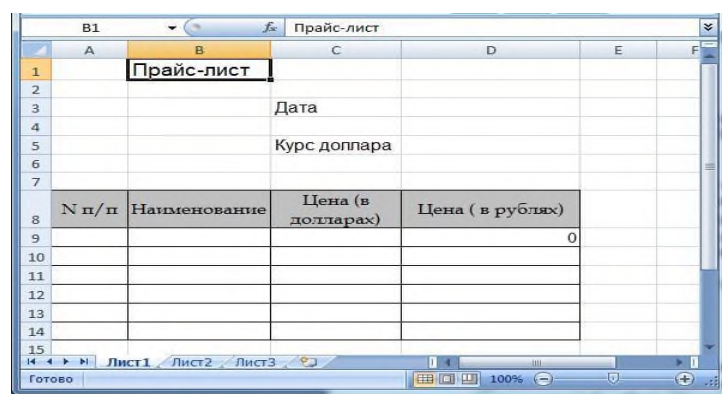 B1 fx Прайс-лист
A B C D E F
1 Прайс-лист
2
3 Дата
4
5 Курс доллара
6
7
8 N п/п Наименование Цена (в долларах) Цена ( в рублях)
9 0
10
11
12
13
14
15
Лист1 Лист2 Лист3
Готово 100%